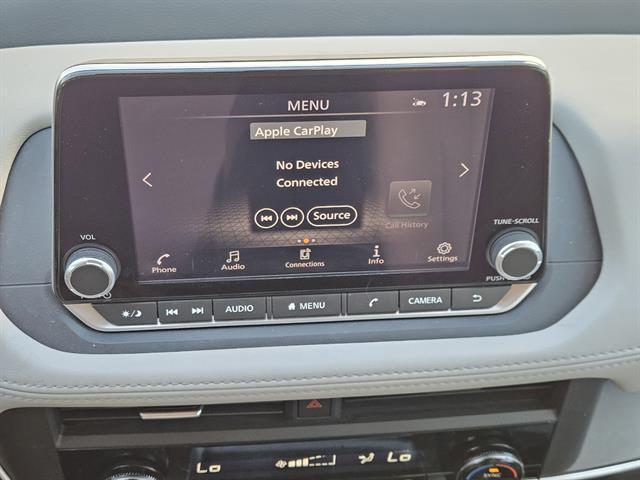 MENU
1:13
Apple CarPlay
No Devices
Connected
Source
Call History
Phone
Audio
Connections
Info
Settings
VOL
TUNE·SCROLL
PUSH
AUDIO
MENU
CAMERA
Lo
Lo
SYNC